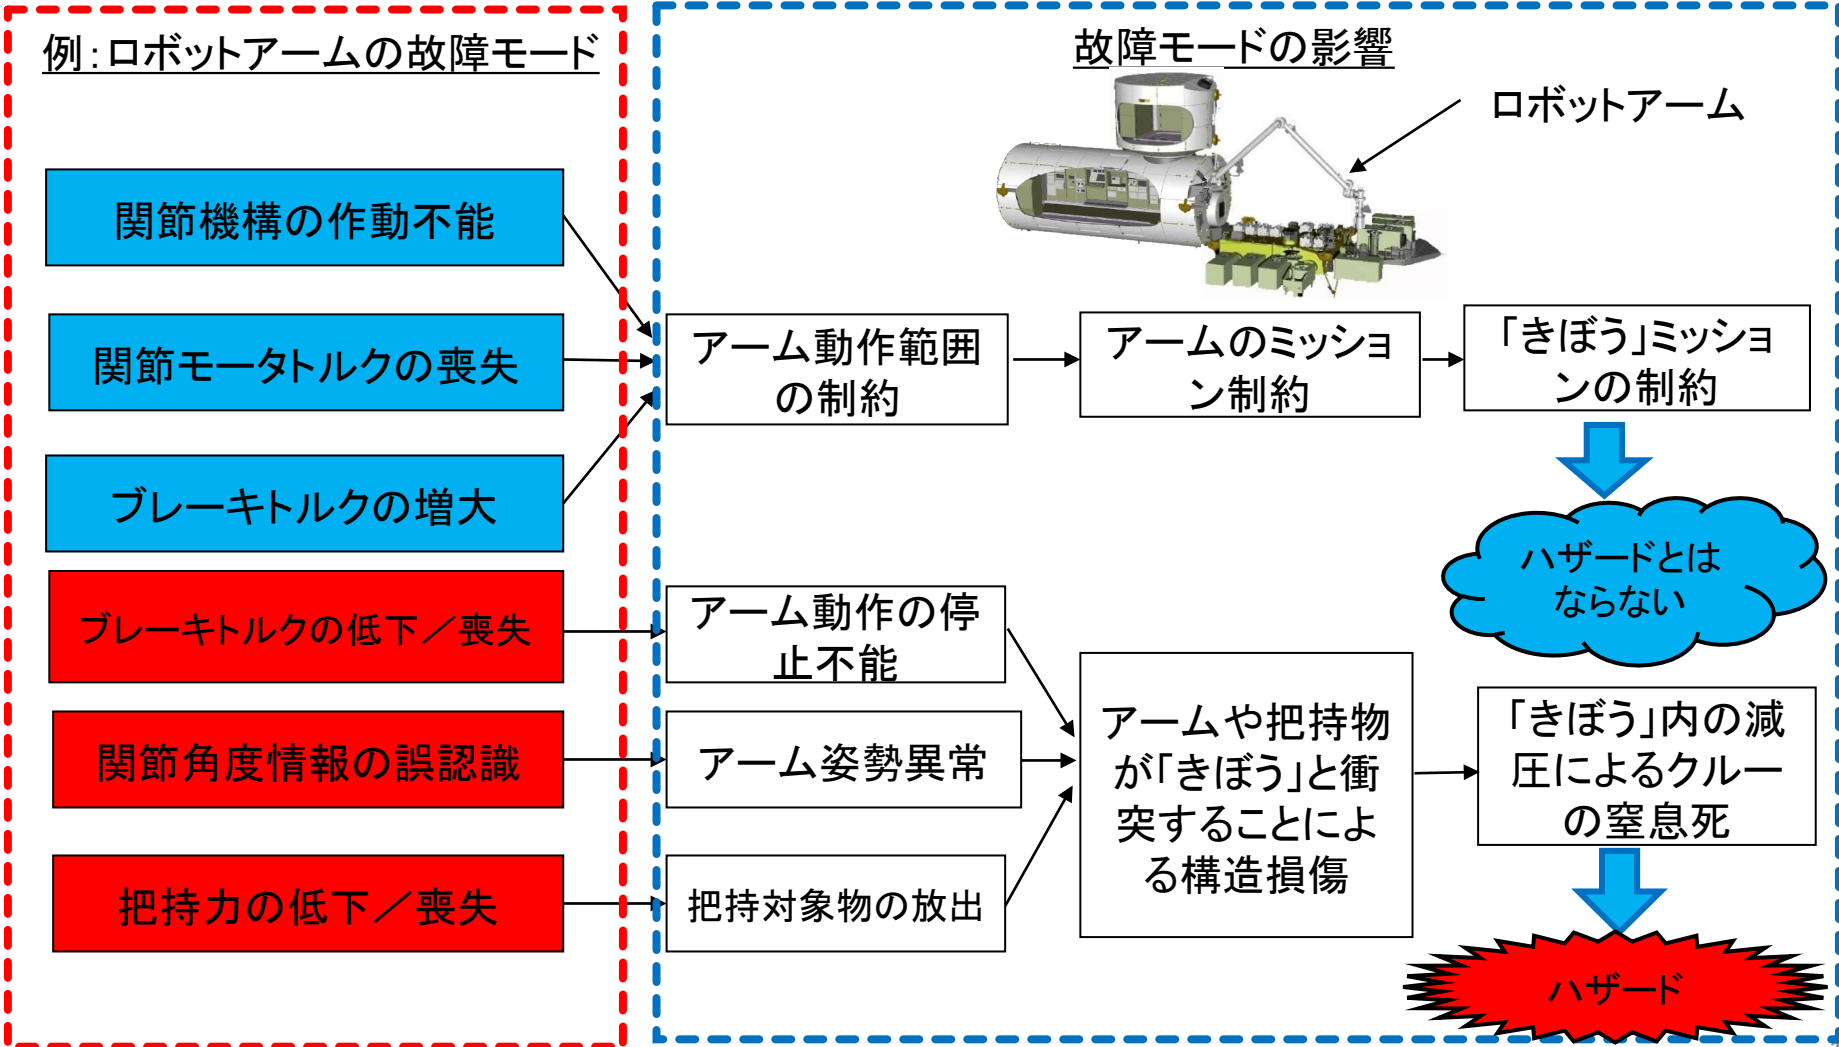 例：ロボットアームの故障モード
故障モードの影響
ロボットアーム
関節機構の作動不能
関節モータトルクの喪失
ブレーキトルクの増大
アーム動作範囲
の制約
アームのミッショ
ン制約
「きぼう」ミッショ
ンの制約
ハザードとは
ならない
ブレーキトルクの低下／喪失
関節角度情報の誤認識
把持力の低下／喪失
アーム動作の停
止不能
アーム姿勢異常
把持対象物の放出
アームや把持物
が「きぼう」と衝
突することによ
る構造損傷
「きぼう」内の減
圧によるクルー
の窒息死
ハザード